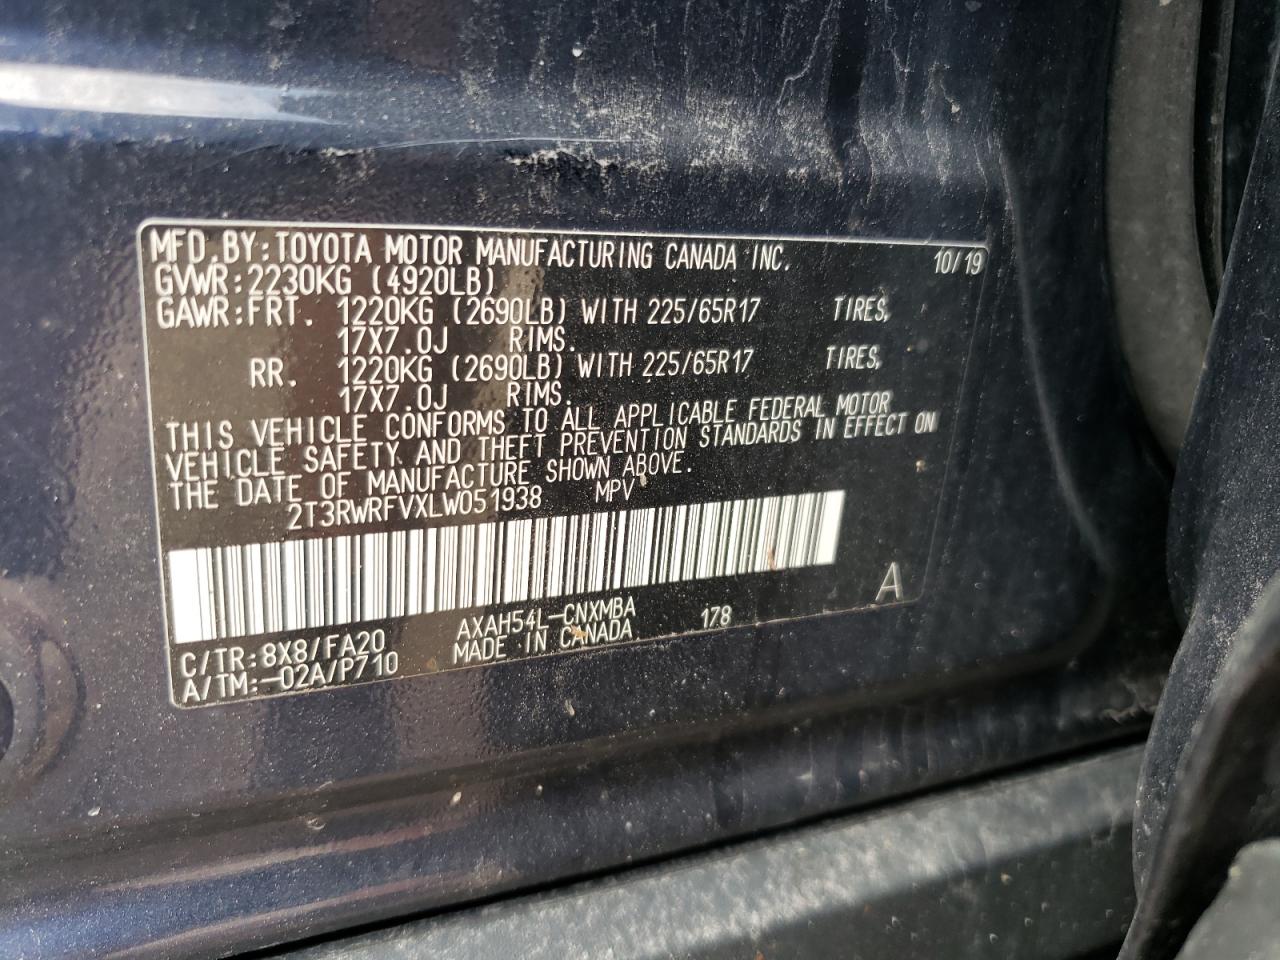 MFD.BY:TOYOTA MOTOR MANUFACTURING CANADA INC. 10/19
GVWR:2230KG (4920LB)
GAWR:FRT. 1220KG (2690LB) WITH 225/65R17 TIRES,
17X7.0J RIMS.
RR. 1220KG (2690LB) WITH 225/65R17 TIRES,
17X7.0J RIMS.
THIS VEHICLE CONFORMS TO ALL APPLICABLE FEDERAL MOTOR
VEHICLE SAFETY AND THEFT PREVENTION STANDARDS IN EFFECT ON
THE DATE OF MANUFACTURE SHOWN ABOVE.
2T3RWRFVXLW051938 MPV
A
C/TR:8X8/FA20 AXAH54L-CNXMBA 178
A/TM:-02A/P710 MADE IN CANADA